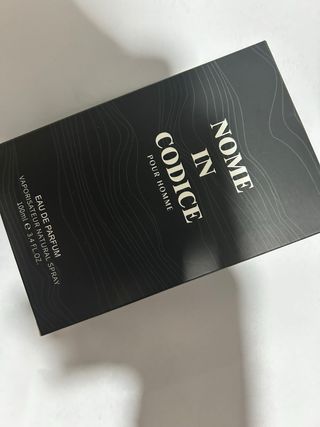 NOME
IN
CODICE
POUR HOMME
EAU DE PARFUM
VAPORISATEUR NATURAL SPRAY
100ml ℮ 3.4 FL.OZ.